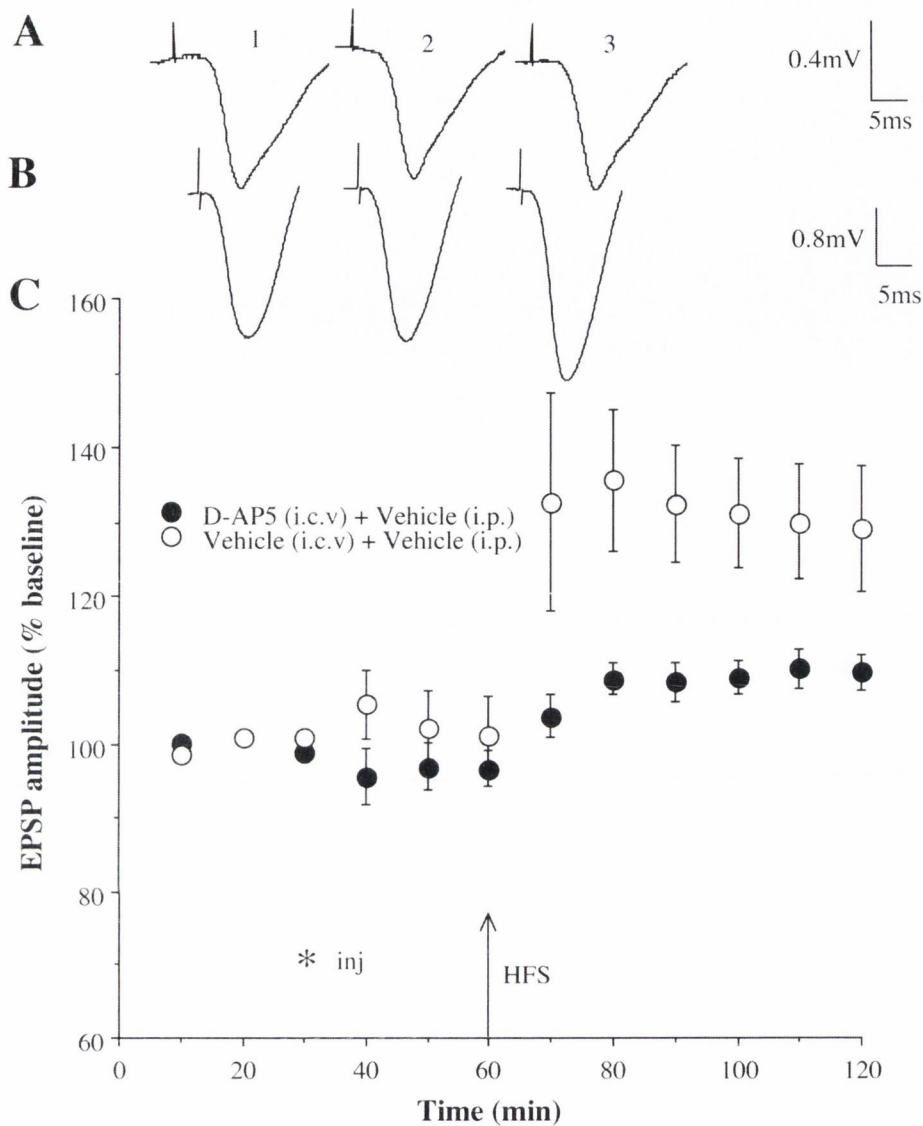 A
1
2
3
0.4mV
5ms
B
0.8mV
5ms
C
160
140
120
100
80
60
EPSP amplitude (% baseline)
D-AP5 (i.c.v) + Vehicle (i.p.)
Vehicle (i.c.v) + Vehicle (i.p.)
* inj
HFS
0
20
40
60
80
100
120
Time (min)